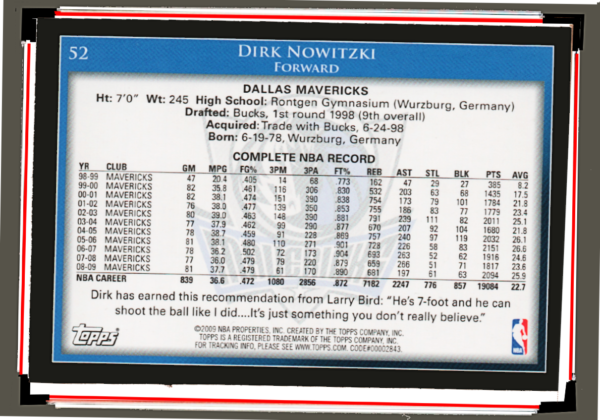 52
DIRK NOWITZKI
FORWARD
DALLAS MAVERICKS
Ht: 7'0" Wt: 245 High School: Rontgen Gymnasium (Wurzburg, Germany)
Drafted: Bucks, 1st round 1998 (9th overall)
Acquired: Trade with Bucks, 6-24-98
Born: 6-19-78, Wurzburg, Germany
COMPLETE NBA RECORD
YR CLUB GM MPG FG% 3PM 3PA FT% REB AST STL BLK PTS AVG
98-99 MAVERICKS 47 20.4 .405 14 68 .773 162 47 29 27 385 8.2
99-00 MAVERICKS 82 35.8 .461 116 306 .830 532 203 63 68 1435 17.5
00-01 MAVERICKS 82 38.1 .474 151 390 .838 754 173 79 101 1784 21.8
01-02 MAVERICKS 76 38.0 .477 139 350 .853 755 186 83 77 1779 23.4
02-03 MAVERICKS 80 39.0 .463 148 390 .881 791 239 111 82 2011 25.1
03-04 MAVERICKS 77 37.9 .462 99 290 .877 670 207 92 104 1680 21.8
04-05 MAVERICKS 78 38.7 .459 91 228 .869 757 240 97 119 2032 26.1
05-06 MAVERICKS 81 38.1 .480 110 271 .901 728 226 58 83 2151 26.6
06-07 MAVERICKS 78 36.2 .502 72 173 .904 693 263 52 62 1916 24.6
07-08 MAVERICKS 77 36.0 .479 79 220 .879 659 266 51 71 1817 23.6
08-09 MAVERICKS 81 37.7 .479 61 170 .890 681 197 61 63 2094 25.9
NBA CAREER 839 36.6 .472 1080 2856 .872 7182 2247 776 857 19084 22.7
Dirk has earned this recommendation from Larry Bird: "He's 7-foot and he can
shoot the ball like I did....It's just something you don't really believe."
Topps
©2009 NBA PROPERTIES, INC. CREATED BY THE TOPPS COMPANY, INC.
TOPPS IS A REGISTERED TRADEMARK OF THE TOPPS COMPANY, INC.
FOR TRACKING INFO, PLEASE SEE WWW.TOPPS.COM. CODE#00002843.
NBA